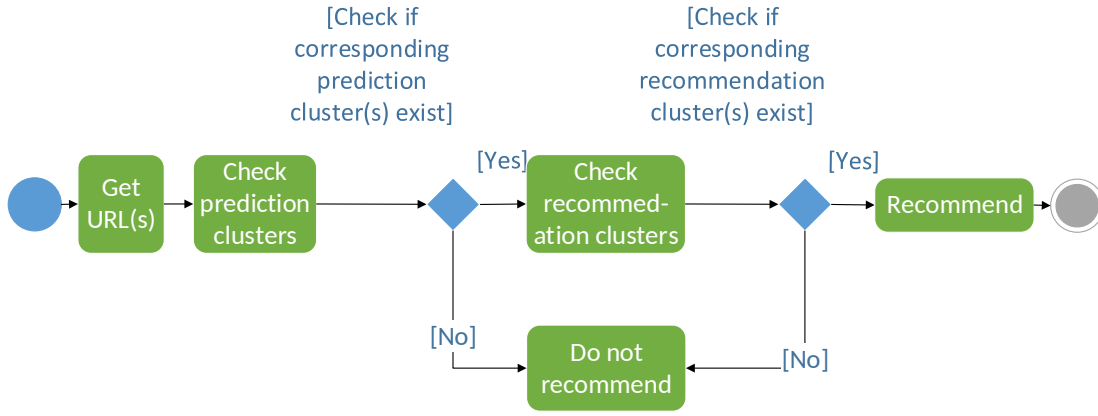 [Check if
corresponding
prediction
cluster(s) exist]
[Check if
corresponding
recommendation
cluster(s) exist]
Get
URL(s)
Check
prediction
clusters
[Yes]
Check
recommed-
ation clusters
[Yes]
Recommend
[No]
Do not
recommend
[No]